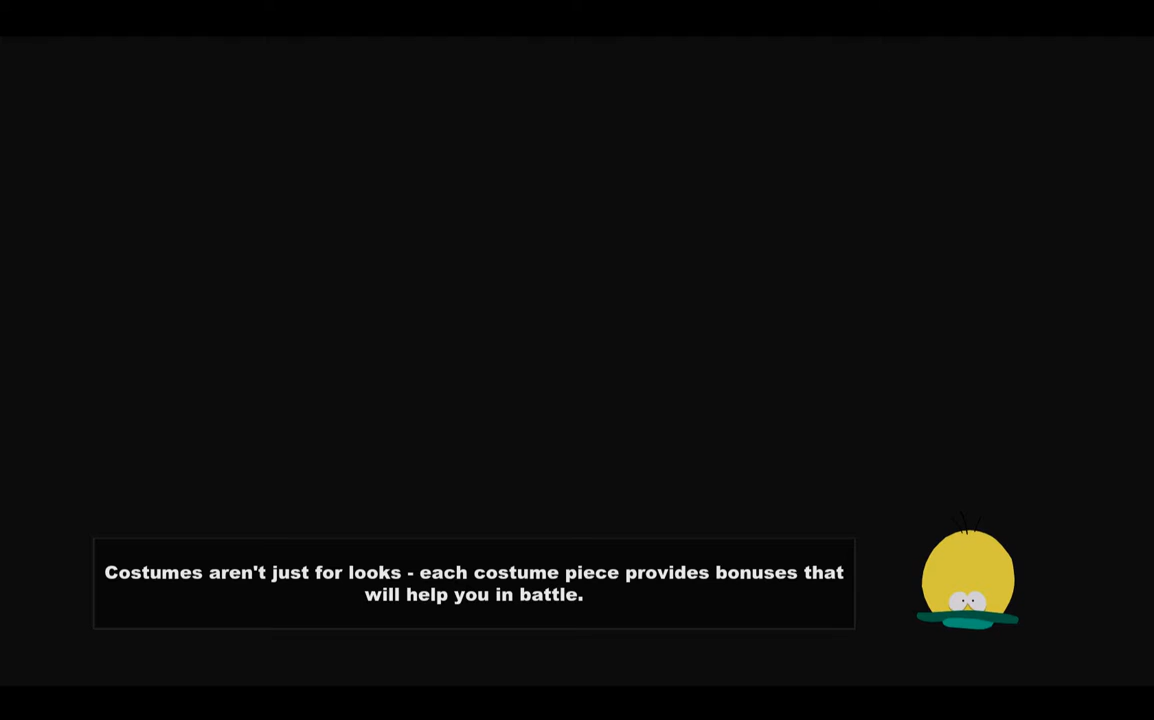 Costumes aren't just for looks - each costume piece provides bonuses that
will help you in battle.